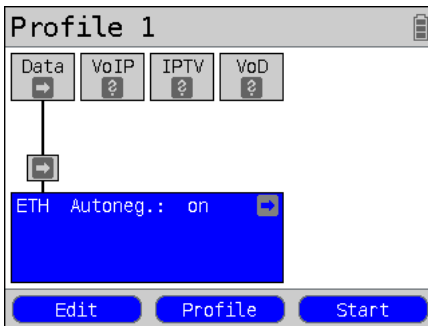 Profile 1
Data VoIP IPTV VoD
ETH Autoneg.: on
Edit Profile Start